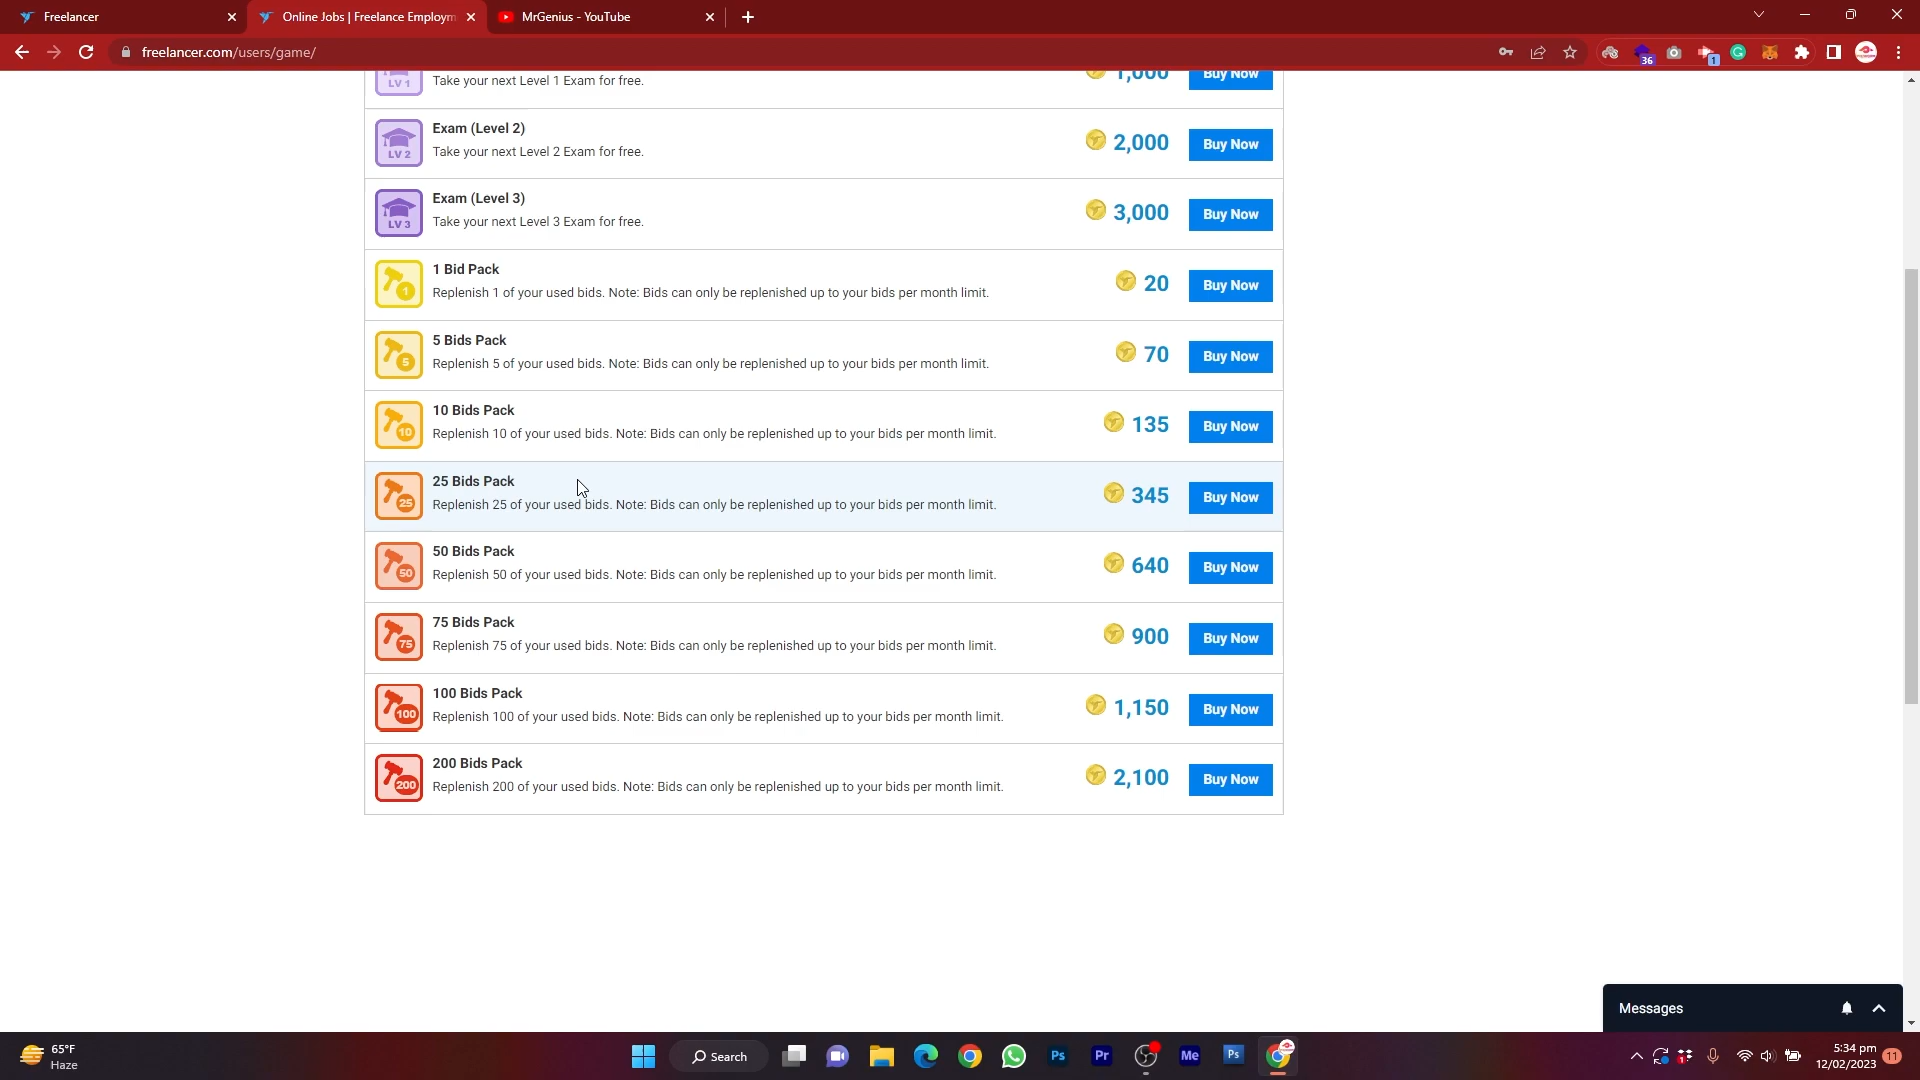 Freelancer
Online Jobs | Freelance Employm
MrGenius - YouTube
freelancer.com/users/game/
36
1
LV 1
Take your next Level 1 Exam for free.
1,000
Buy Now
LV 2
Exam (Level 2)
Take your next Level 2 Exam for free.
2,000
Buy Now
LV 3
Exam (Level 3)
Take your next Level 3 Exam for free.
3,000
Buy Now
1
1 Bid Pack
Replenish 1 of your used bids. Note: Bids can only be replenished up to your bids per month limit.
20
Buy Now
5
5 Bids Pack
Replenish 5 of your used bids. Note: Bids can only be replenished up to your bids per month limit.
70
Buy Now
10
10 Bids Pack
Replenish 10 of your used bids. Note: Bids can only be replenished up to your bids per month limit.
135
Buy Now
25
25 Bids Pack
Replenish 25 of your used bids. Note: Bids can only be replenished up to your bids per month limit.
345
Buy Now
50
50 Bids Pack
Replenish 50 of your used bids. Note: Bids can only be replenished up to your bids per month limit.
640
Buy Now
75
75 Bids Pack
Replenish 75 of your used bids. Note: Bids can only be replenished up to your bids per month limit.
900
Buy Now
100
100 Bids Pack
Replenish 100 of your used bids. Note: Bids can only be replenished up to your bids per month limit.
1,150
Buy Now
200
200 Bids Pack
Replenish 200 of your used bids. Note: Bids can only be replenished up to your bids per month limit.
2,100
Buy Now
Messages
65°F
Haze
Search
Ps
Pr
Me
Ps
5:34 pm
12/02/2023
11